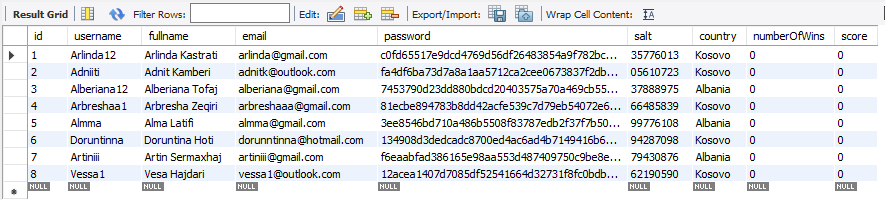 Result Grid Filter Rows: Edit: Export/Import: Wrap Cell Content:
id username fullname email password salt country numberOfWins score
1 Arlinda12 Arlinda Kastrati arlinda@gmail.com c0fd65517e9dcd4769d56df26483854a9f782bc... 35776013 Kosovo 0 0
2 Adniiti Adnit Kamberi adnitk@outlook.com fa4df6ba73d7a8a1aa5712ca2cee0673837f2db... 05610723 Kosovo 0 0
3 Alberiana12 Alberiana Tofaj alberiana@gmail.com 7453790d23dd880bdcd20403575a70a469cb55... 37888975 Albania 0 0
4 Arbreshaa1 Arbresha Zeqiri arbreshaaa@gmail.com 81ecbe894783b8dd42acfe539c7d79eb54072e6... 66485839 Kosovo 0 0
5 Almma Alma Latifi almma@gmail.com 3ee8546bd710a486b5508f83787edb2f37f7b50... 99776108 Albania 0 0
6 Doruntinna Doruntina Hoti dorunntinna@hotmail.com 134908d3dedcadc8700ed4ac6ad4b7149416b6... 94287098 Kosovo 0 0
7 Artiniii Artin Sermaxhaj artiniii@gmail.com f6eaabfad386165e98aa553d487409750c9be8e... 79430876 Albania 0 0
8 Vessa1 Vesa Hajdari vessa1@outlook.com 12acea1407d7085df52541664d32731f8fc0bdb... 62190590 Kosovo 0 0
NULL NULL NULL NULL NULL NULL NULL NULL NULL